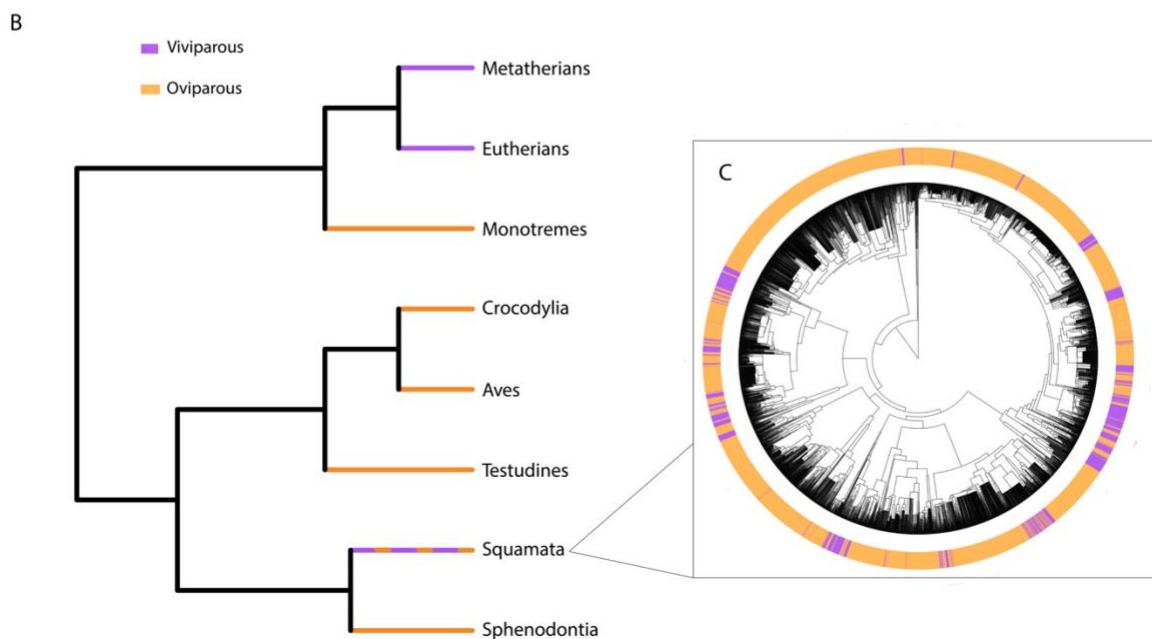 B
Viviparous
Oviparous
Metatherians
Eutherians
Monotremes
Crocodylia
Aves
Testudines
Squamata
Sphenodontia
C